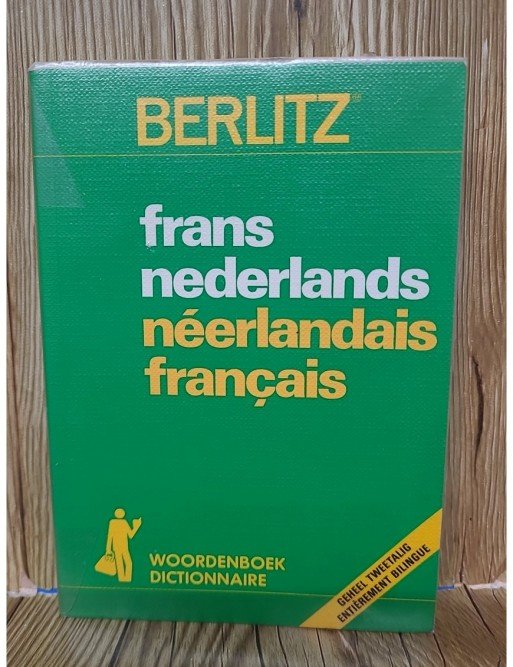 BERLITZ
frans
nederlands
néerlandais
français
WOORDENBOEK
DICTIONNAIRE
GEHEEL TWEETALIG
ENTIÈREMENT BILINGUE